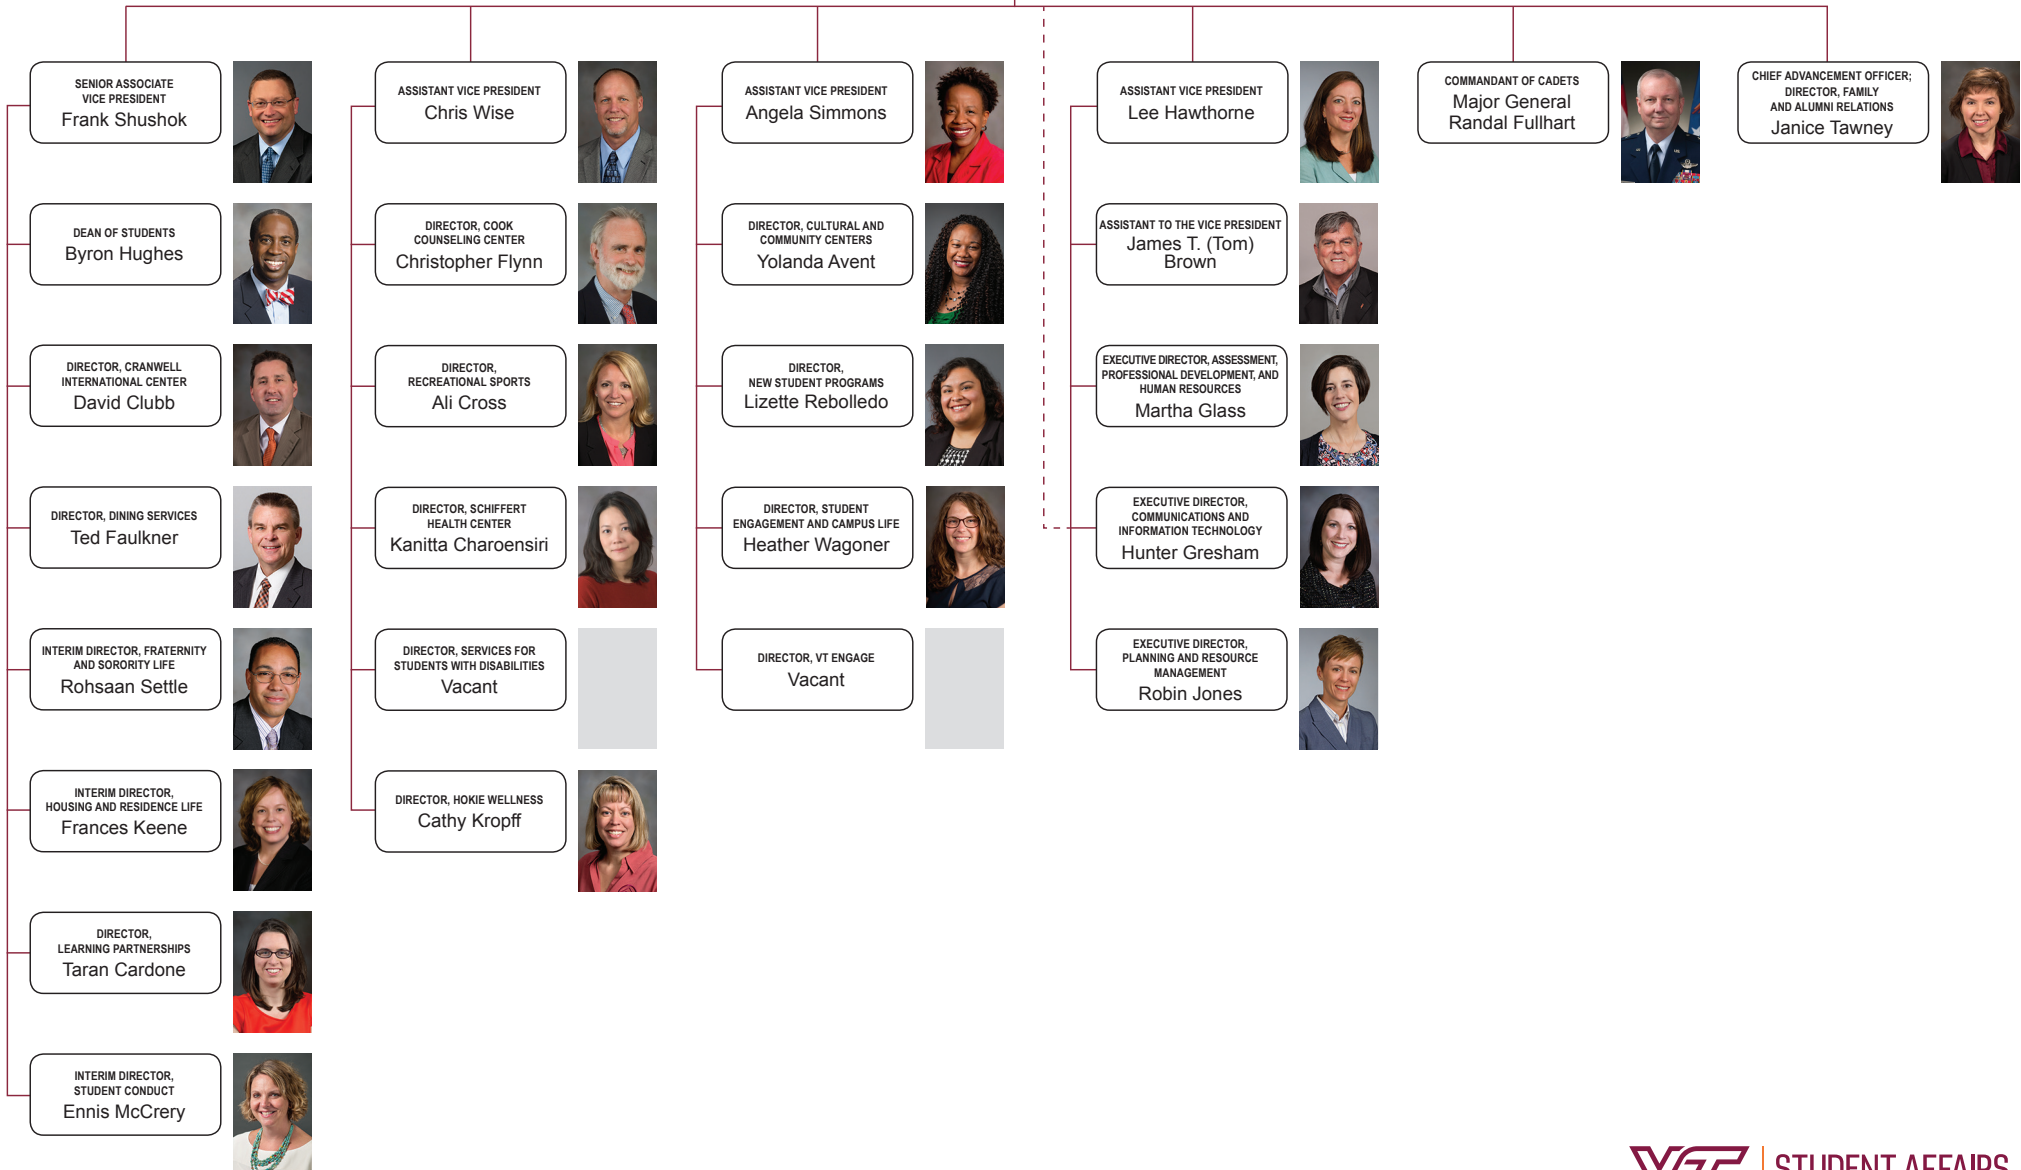 SENIOR ASSOCIATE
VICE PRESIDENT
Frank Shushok
DEAN OF STUDENTS
Byron Hughes
DIRECTOR, CRANWELL
INTERNATIONAL CENTER
David Clubb
DIRECTOR, DINING SERVICES
Ted Faulkner
INTERIM DIRECTOR, FRATERNITY
AND SORORITY LIFE
Rohsaan Settle
INTERIM DIRECTOR,
HOUSING AND RESIDENCE LIFE
Frances Keene
DIRECTOR,
LEARNING PARTNERSHIPS
Taran Cardone
INTERIM DIRECTOR,
STUDENT CONDUCT
Ennis McCrery
ASSISTANT VICE PRESIDENT
Chris Wise
DIRECTOR, COOK
COUNSELING CENTER
Christopher Flynn
DIRECTOR,
RECREATIONAL SPORTS
Ali Cross
DIRECTOR, SCHIFFERT
HEALTH CENTER
Kanitta Charoensiri
DIRECTOR, SERVICES FOR
STUDENTS WITH DISABILITIES
Vacant
DIRECTOR, HOKIE WELLNESS
Cathy Kropff
ASSISTANT VICE PRESIDENT
Angela Simmons
DIRECTOR, CULTURAL AND
COMMUNITY CENTERS
Yolanda Avent
DIRECTOR,
NEW STUDENT PROGRAMS
Lizette Rebolledo
DIRECTOR, STUDENT
ENGAGEMENT AND CAMPUS LIFE
Heather Wagoner
DIRECTOR, VT ENGAGE
Vacant
ASSISTANT VICE PRESIDENT
Lee Hawthorne
ASSISTANT TO THE VICE PRESIDENT
James T. (Tom)
Brown
EXECUTIVE DIRECTOR, ASSESSMENT,
PROFESSIONAL DEVELOPMENT, AND
HUMAN RESOURCES
Martha Glass
EXECUTIVE DIRECTOR,
COMMUNICATIONS AND
INFORMATION TECHNOLOGY
Hunter Gresham
EXECUTIVE DIRECTOR,
PLANNING AND RESOURCE
MANAGEMENT
Robin Jones
COMMANDANT OF CADETS
Major General
Randal Fullhart
CHIEF ADVANCEMENT OFFICER;
DIRECTOR, FAMILY
AND ALUMNI RELATIONS
Janice Tawney
VT STUDENT AFFAIRS